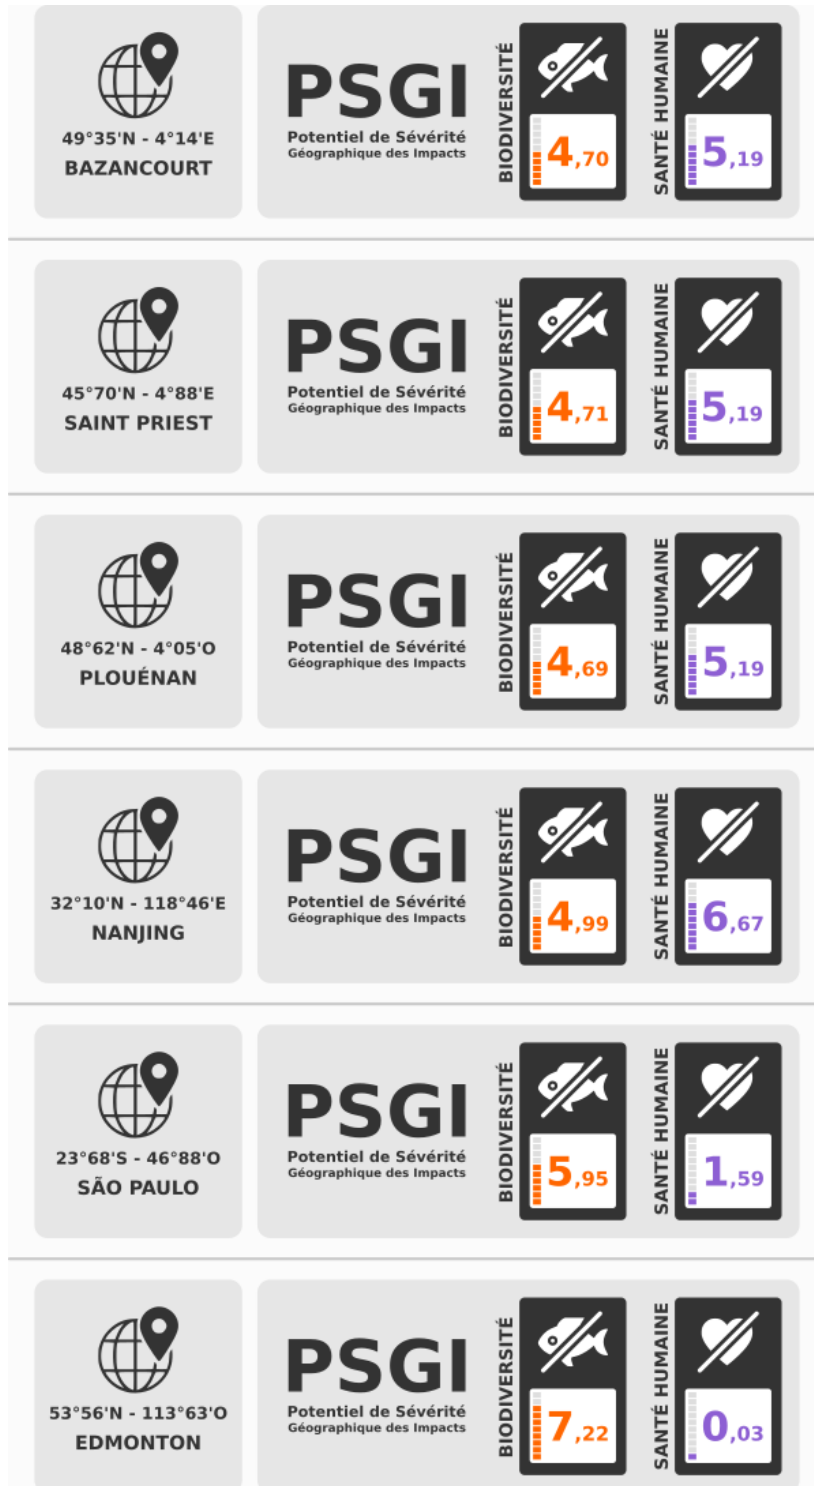 49°35'N - 4°14'E
BAZANCOURT
PSGI
Potentiel de Sévérité
Géographique des Impacts
BIODIVERSITÉ
4,70
SANTÉ HUMAINE
5,19
45°70'N - 4°88'E
SAINT PRIEST
PSGI
Potentiel de Sévérité
Géographique des Impacts
BIODIVERSITÉ
4,71
SANTÉ HUMAINE
5,19
48°62'N - 4°05'O
PLOUÉNAN
PSGI
Potentiel de Sévérité
Géographique des Impacts
BIODIVERSITÉ
4,69
SANTÉ HUMAINE
5,19
32°10'N - 118°46'E
NANJING
PSGI
Potentiel de Sévérité
Géographique des Impacts
BIODIVERSITÉ
4,99
SANTÉ HUMAINE
6,67
23°68'S - 46°88'O
SÃO PAULO
PSGI
Potentiel de Sévérité
Géographique des Impacts
BIODIVERSITÉ
5,95
SANTÉ HUMAINE
1,59
53°56'N - 113°63'O
EDMONTON
PSGI
Potentiel de Sévérité
Géographique des Impacts
BIODIVERSITÉ
7,22
SANTÉ HUMAINE
0,03